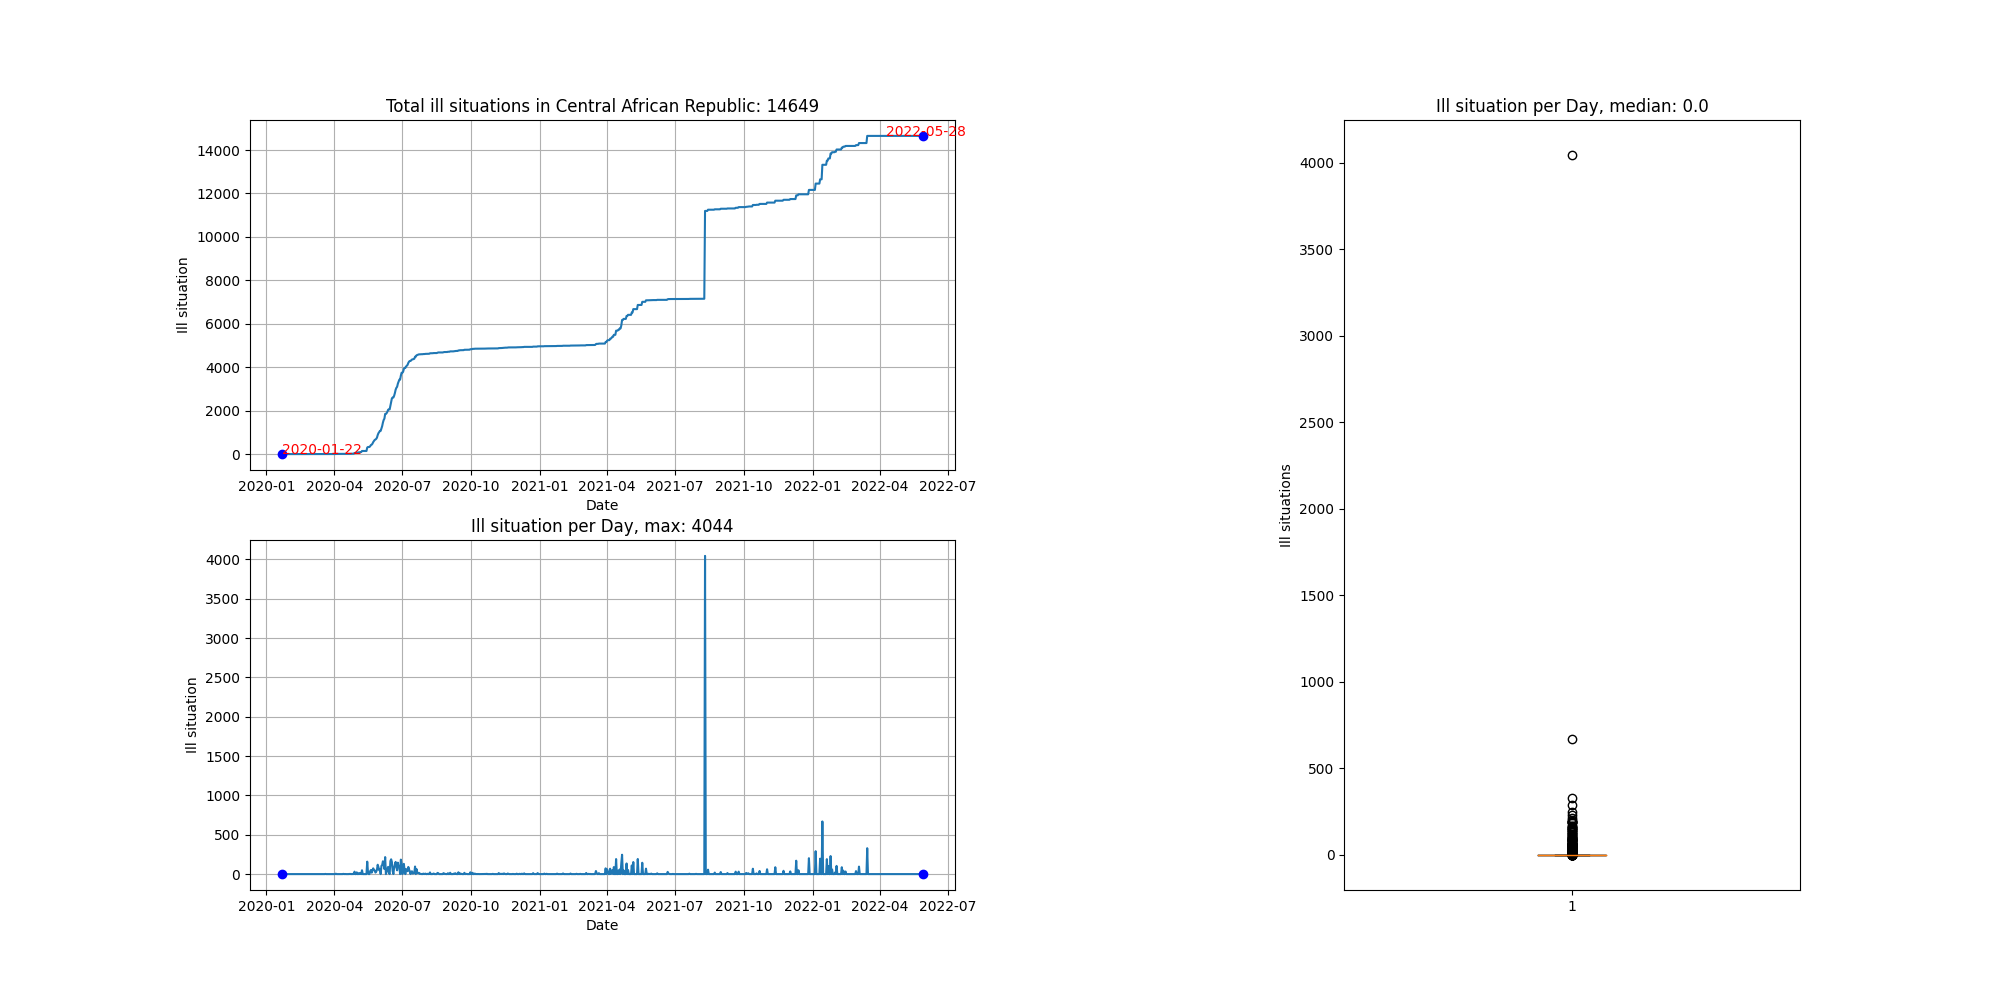 Total ill situations in Central African Republic: 14649
Ill situation
14000
12000
10000
8000
6000
4000
2000
0
2020-01-22
2022-05-28
2020-01 2020-04 2020-07 2020-10 2021-01 2021-04 2021-07 2021-10 2022-01 2022-04 2022-07
Date
Ill situation per Day, max: 4044
Ill situation
4000
3500
3000
2500
2000
1500
1000
500
0
2020-01 2020-04 2020-07 2020-10 2021-01 2021-04 2021-07 2021-10 2022-01 2022-04 2022-07
Date
Ill situation per Day, median: 0.0
Ill situations
4000
3500
3000
2500
2000
1500
1000
500
0
1